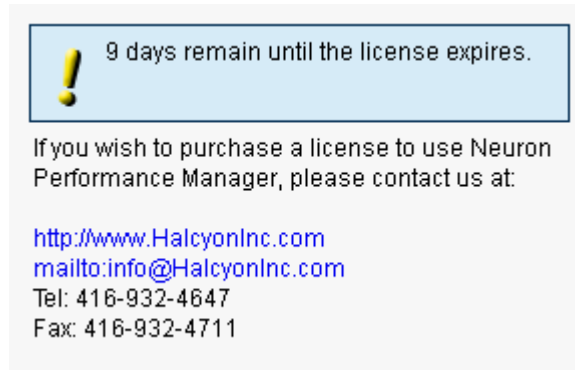 9 days remain until the license expires.
If you wish to purchase a license to use Neuron
Performance Manager, please contact us at:
http://www.HalcyonInc.com
mailto:info@HalcyonInc.com
Tel: 416-932-4647
Fax: 416-932-4711